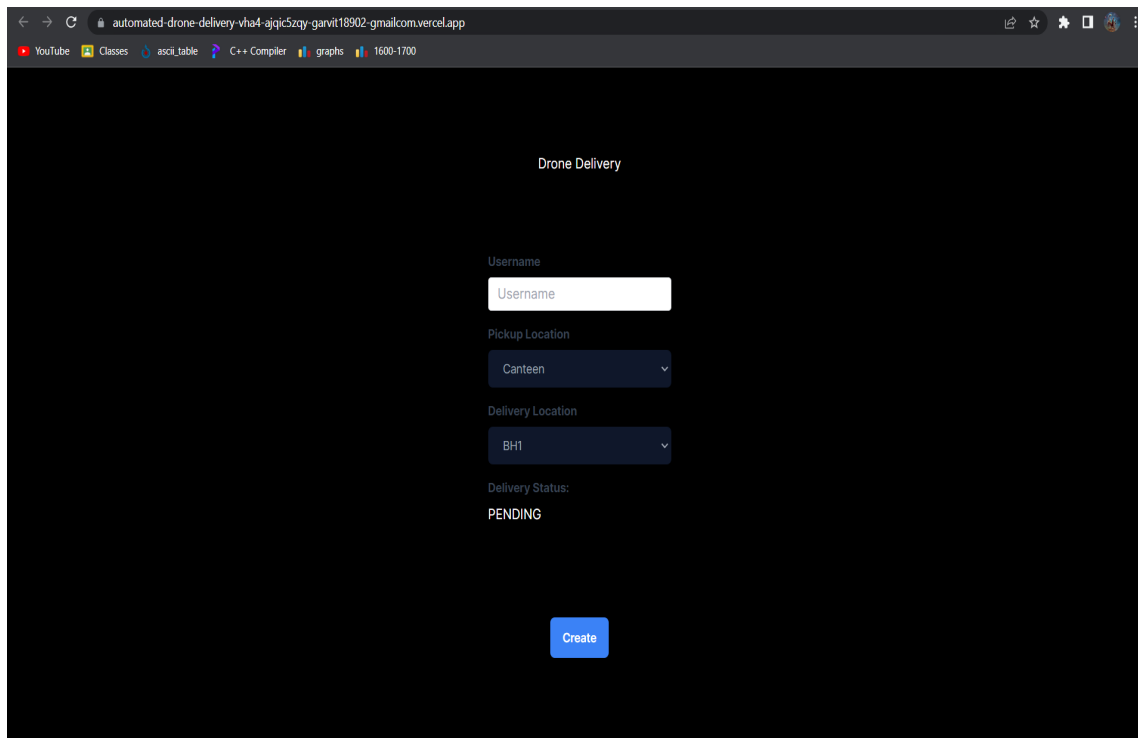 automated-drone-delivery-vha4-ajqic5zqy-garvit18902-gmailcom.vercel.app
YouTube Classes ascii_table C++ Compiler graphs 1600-1700
Drone Delivery
Username
Username
Pickup Location
Canteen
Delivery Location
BH1
Delivery Status:
PENDING
Create